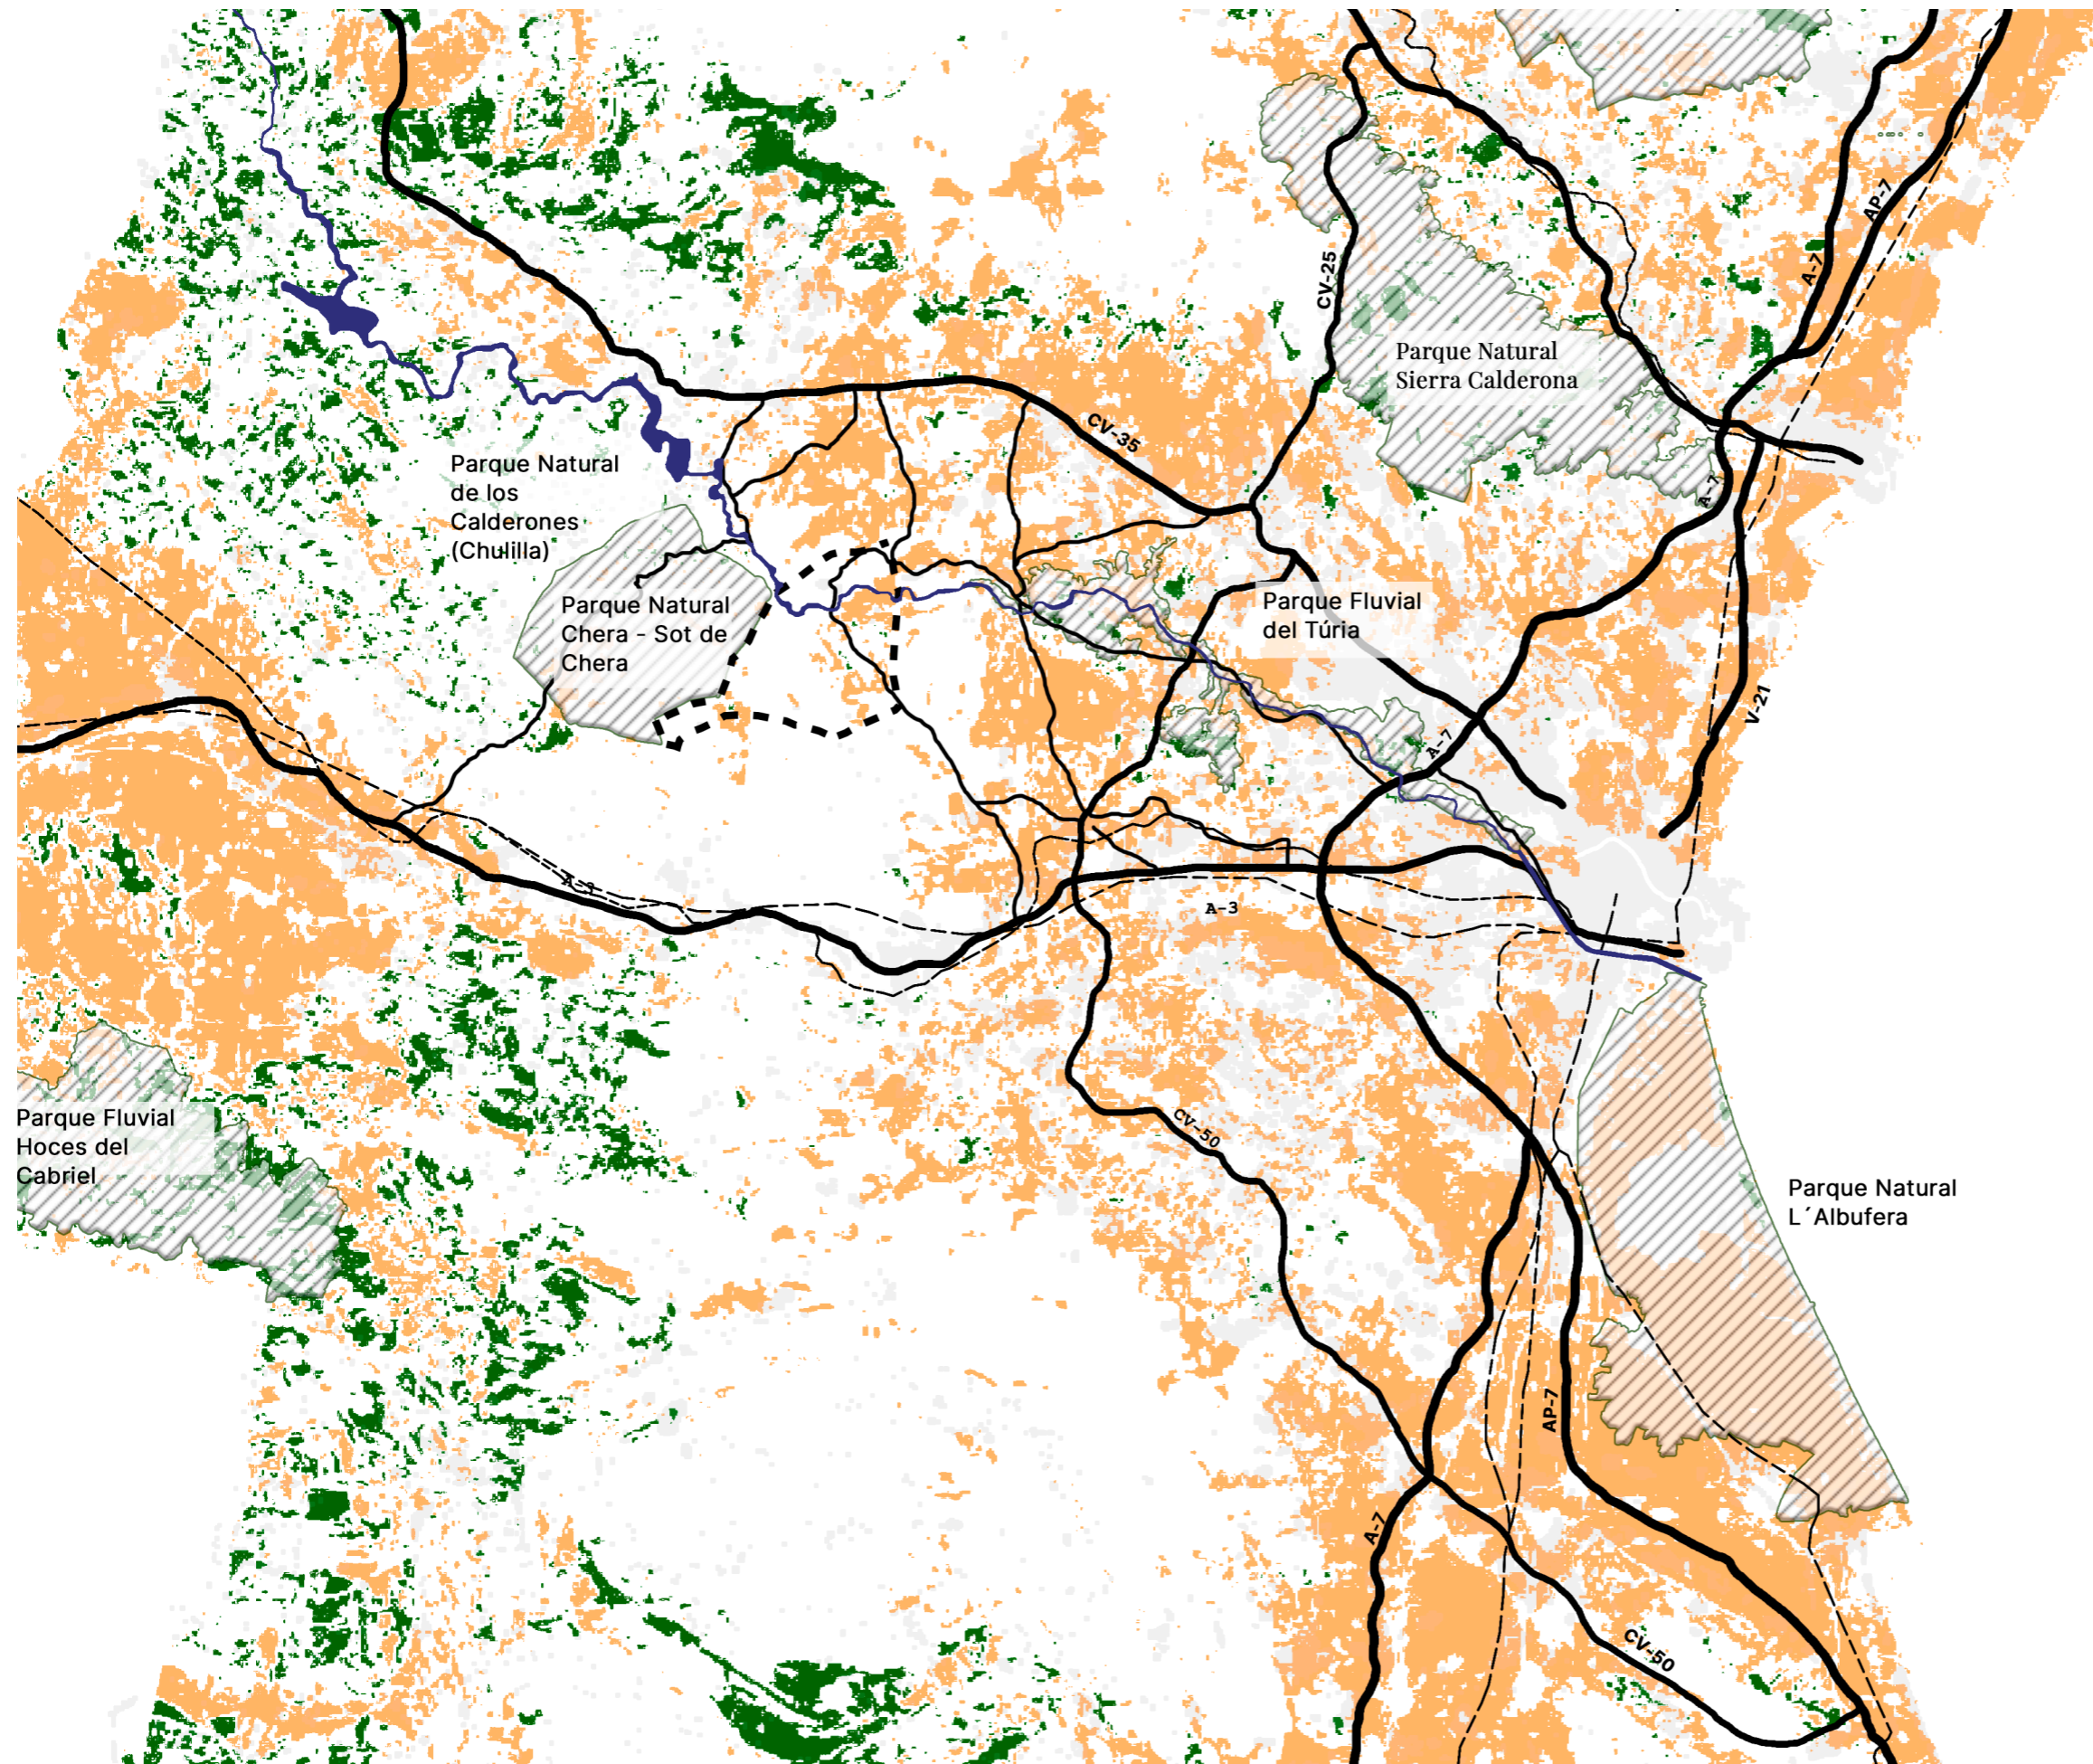 AP-7
A-7
CV-25
Parque Natural
Sierra Calderona
CV-35
Parque Natural
de los
Calderones
(Chulilla)
A-7
Parque Natural
Chera - Sot de
Chera
Parque Fluvial
del Túria
V-21
A-7
A-3
A-3
Parque Fluvial
Hoces del
Cabriel
CV-50
Parque Natural
L´Albufera
AP-7
A-7
CV-50